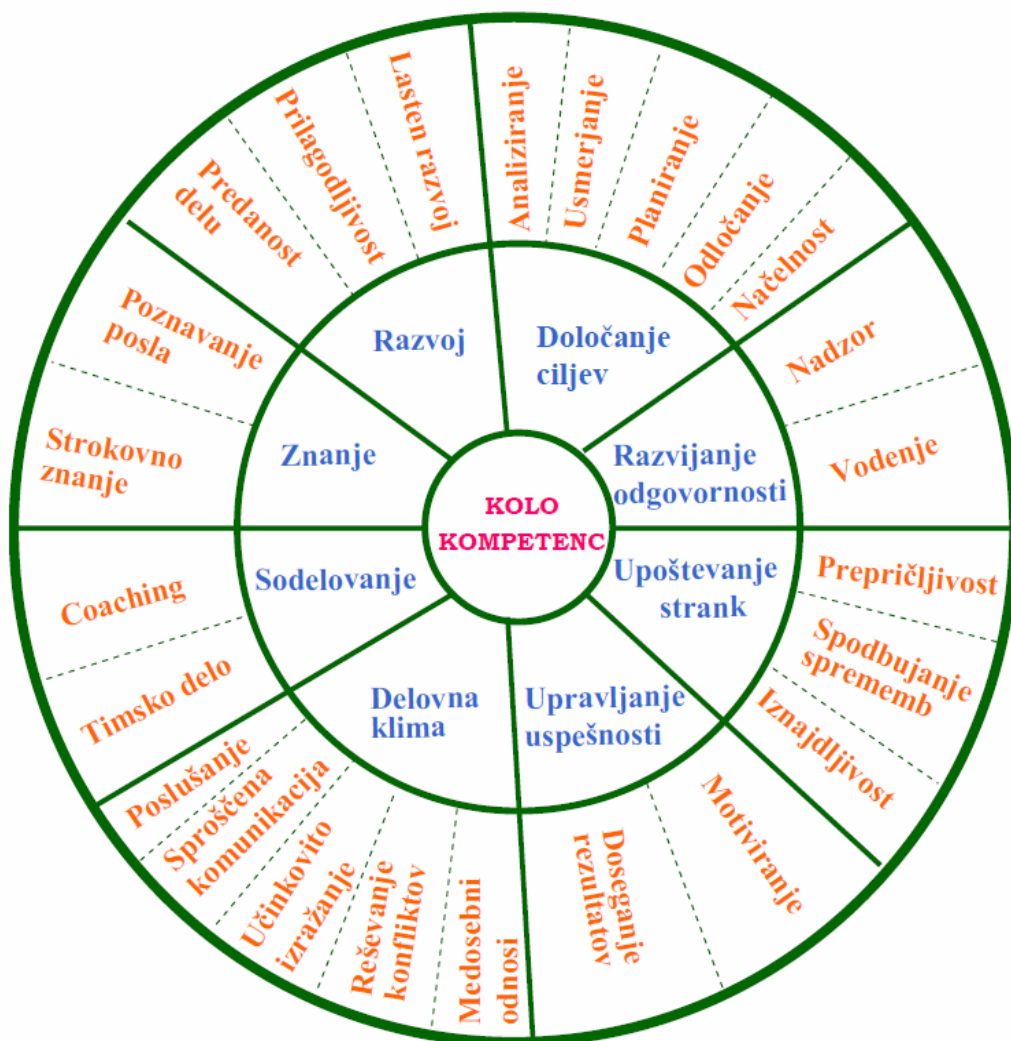 KOLO
KOMPETENC
Določanje
ciljev
Analiziranje
Usmerjanje
Planiranje
Odločanje
Načelnost
Razvijanje
odgovornosti
Nadzor
Vodenje
Upoštevanje
strank
Prepričljivost
Spodbujanje
sprememb
Iznajdljivost
Upravljanje
uspešnosti
Motiviranje
Doseganje
rezultatov
Delovna
klima
Medosebni
odnosi
Reševanje
konfliktov
Učinkovito
izražanje
Sproščena
komunikacija
Poslušanje
Sodelovanje
Timsko delo
Coaching
Znanje
Strokovno
znanje
Poznavanje
posla
Razvoj
Predanost
delu
Prilagodljivost
Lasten razvoj